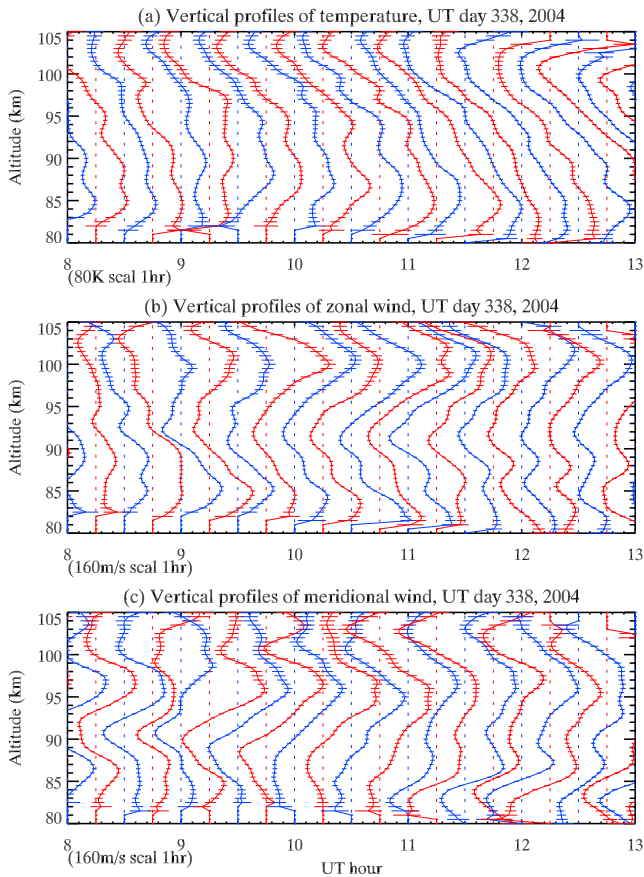 (a) Vertical profiles of temperature, UT day 338, 2004
105
100
95
90
85
80
Altitude (km)
8 9 10 11 12 13
(80K scal 1hr)
(b) Vertical profiles of zonal wind, UT day 338, 2004
105
100
95
90
85
80
Altitude (km)
8 9 10 11 12 13
(160m/s scal 1hr)
(c) Vertical profiles of meridional wind, UT day 338, 2004
105
100
95
90
85
80
Altitude (km)
8 9 10 11 12 13
(160m/s scal 1hr)
UT hour